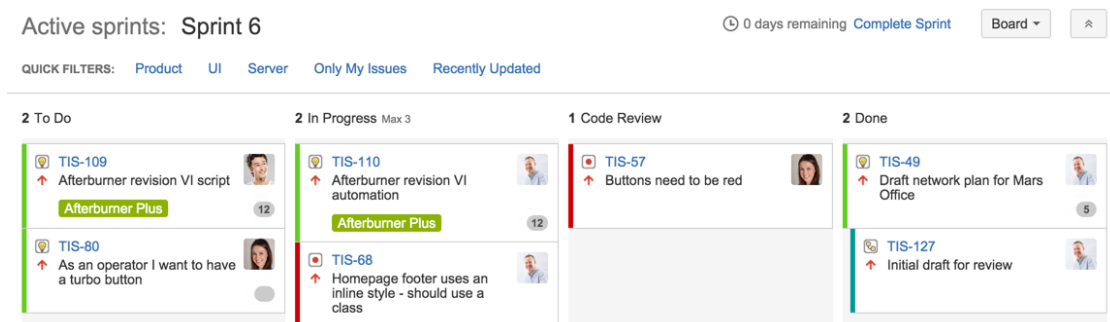 Active sprints: Sprint 6
0 days remaining Complete Sprint
Board
QUICK FILTERS: Product UI Server Only My Issues Recently Updated
2 To Do
TIS-109
Afterburner revision VI script
Afterburner Plus
12
TIS-80
As an operator I want to have
a turbo button
2 In Progress Max 3
TIS-110
Afterburner revision VI
automation
Afterburner Plus
12
TIS-68
Homepage footer uses an
inline style - should use a
class
1 Code Review
TIS-57
Buttons need to be red
2 Done
TIS-49
Draft network plan for Mars
Office
5
TIS-127
Initial draft for review